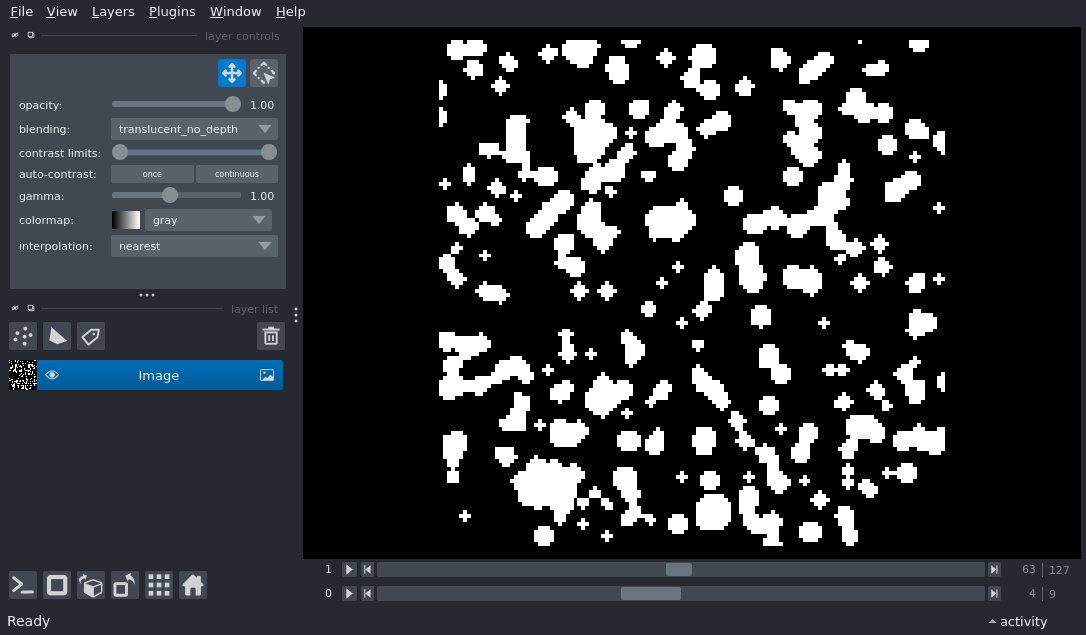 File View Layers Plugins Window Help
layer controls
opacity: 1.00
blending: translucent_no_depth
contrast limits:
auto-contrast: once continuous
gamma: 1.00
colormap: gray
interpolation: nearest
layer list
Image
1 63 127
0 4 9
Ready activity